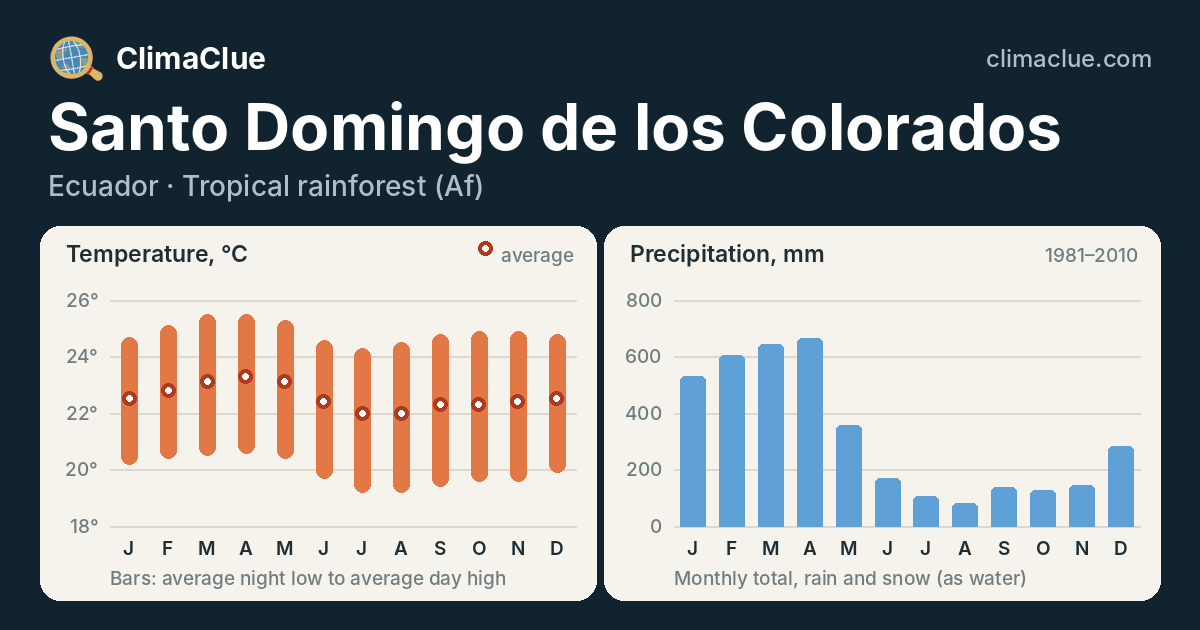 ClimaClue
climaclue.com
Santo Domingo de los Colorados
Ecuador · Tropical rainforest (Af)
Temperature, °C
average
26°
24°
22°
20°
18°
J F M A M J J A S O N D
Bars: average night low to average day high
Precipitation, mm
1981–2010
800
600
400
200
0
J F M A M J J A S O N D
Monthly total, rain and snow (as water)